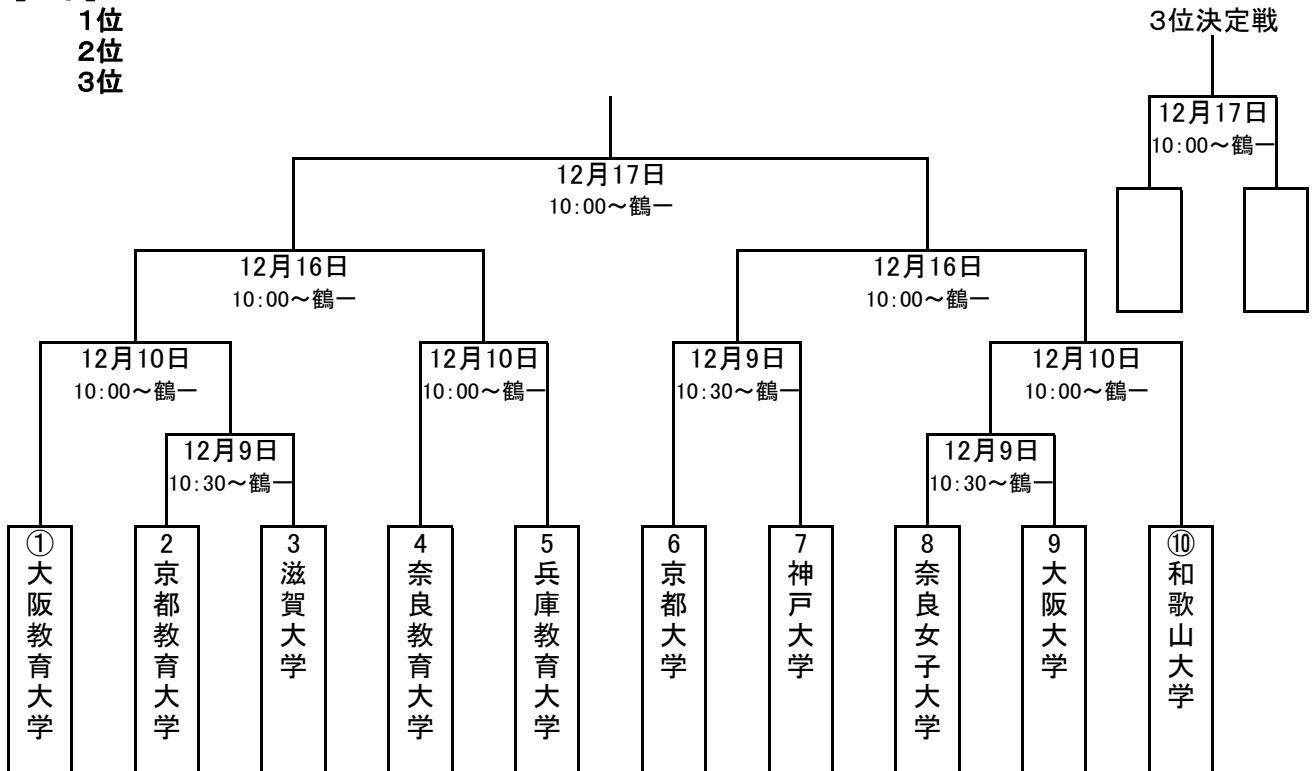 1位
2位
3位
3位決定戦
12月17日
10:00～鶴一
12月17日
10:00～鶴一
12月16日
10:00～鶴一
12月16日
10:00～鶴一
12月10日
10:00～鶴一
12月10日
10:00～鶴一
12月9日
10:30～鶴一
12月10日
10:00～鶴一
12月9日
10:30～鶴一
12月9日
10:30～鶴一
①大阪教育大学
2京都教育大学
3滋賀大学
4奈良教育大学
5兵庫教育大学
6京都大学
7神戸大学
8奈良女子大学
9大阪大学
⑩和歌山大学